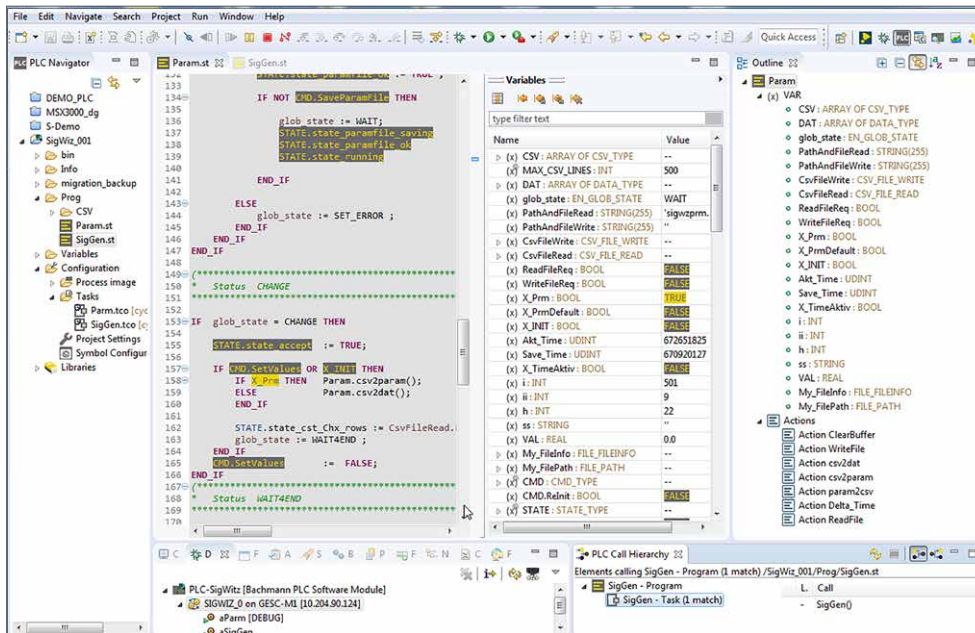 File Edit Navigate Search Project Run Window Help
Quick Access
PLC Navigator
DEMO_PLC
MSX3000_dg
S-Demo
SigWiz_001
bin
Info
migration_backup
Prog
CSV
Param.st
SigGen.st
Variables
Configuration
Process image
Tasks
Parm.tco [cyc
SigGen.tco [cy
Project Settings
Symbol Configur
Libraries
Param.st SigGen.st
132 STATE.state_paramfile_ok := TRUE ;
133
134 IF NOT CMD.SaveParamFile THEN
135
136 glob_state := WAIT;
137 STATE.state_paramfile_saving
138 STATE.state_paramfile_ok
139 STATE.state_running
140
141 END_IF
142
143 ELSE
144 glob_state := SET_ERROR ;
145 END_IF
146 END_IF
147 END_IF
148
149 (************************************
150 * Status CHANGE
151 ************************************
152
153 IF glob_state = CHANGE THEN
154
155 STATE.state_accept := TRUE;
156
157 IF CMD.SetValues OR X_INIT THEN
158 IF X_Prm THEN Param.csv2param();
159 ELSE Param.csv2dat();
160 END_IF
161
162 STATE.state_cst_Chx_rows := CsvFileRead.
163 glob_state := WAIT4END ;
164 END_IF
165 CMD.SetValues := FALSE;
166 END_IF
167 (************************************
168 * Status WAIT4END
169 ************************************
170
Variables
type filter text
Name Value
(x) CSV : ARRAY OF CSV_TYPE --
(x) MAX_CSV_LINES : INT 500
(x) DAT : ARRAY OF DATA_TYPE --
(x) glob_state : EN_GLOB_STATE WAIT
(x) PathAndFileRead : STRING(255) 'sigwzprm.
(x) PathAndFileWrite : STRING(255) ''
(x) CsvFileWrite : CSV_FILE_WRITE --
(x) CsvFileRead : CSV_FILE_READ --
(x) ReadFileReq : BOOL FALSE
(x) WriteFileReq : BOOL FALSE
(x) X_Prm : BOOL TRUE
(x) X_PrmDefault : BOOL FALSE
(x) X_INIT : BOOL FALSE
(x) Akt_Time : UDINT 672651825
(x) Save_Time : UDINT 670920127
(x) X_TimeAktiv : BOOL FALSE
(x) i : INT 501
(x) ii : INT 9
(x) h : INT 22
(x) ss : STRING ''
(x) VAL : REAL 0.0
(x) My_FileInfo : FILE_FILEINFO --
(x) My_FilePath : FILE_PATH --
(x) CMD : CMD_TYPE --
(x) CMD.ReInit : BOOL FALSE
(x) STATE : STATE_TYPE --
Outline
Param
(x) VAR
CSV : ARRAY OF CSV_TYPE
DAT : ARRAY OF DATA_TYPE
glob_state : EN_GLOB_STATE
PathAndFileRead : STRING(255)
PathAndFileWrite : STRING(255)
CsvFileWrite : CSV_FILE_WRITE
CsvFileRead : CSV_FILE_READ
ReadFileReq : BOOL
WriteFileReq : BOOL
X_Prm : BOOL
X_PrmDefault : BOOL
X_INIT : BOOL
Akt_Time : UDINT
Save_Time : UDINT
X_TimeAktiv : BOOL
i : INT
ii : INT
h : INT
ss : STRING
VAL : REAL
My_FileInfo : FILE_FILEINFO
My_FilePath : FILE_PATH
Actions
Action ClearBuffer
Action WriteFile
Action csv2dat
Action csv2param
Action param2csv
Action Delta_Time
Action ReadFile
C D F A S B P F N C F
PLC-SigWitz [Bachmann PLC Software Module]
SIGWIZ_0 on GESC-M1 [10.204.90.124]
aParm [DEBUG]
aSigGen
PLC Call Hierarchy
Elements calling SigGen - Program (1 match) /SigWiz_001/Prog/SigGen.st
SigGen - Program
SigGen - Task (1 match)
L. Call
- SigGen()